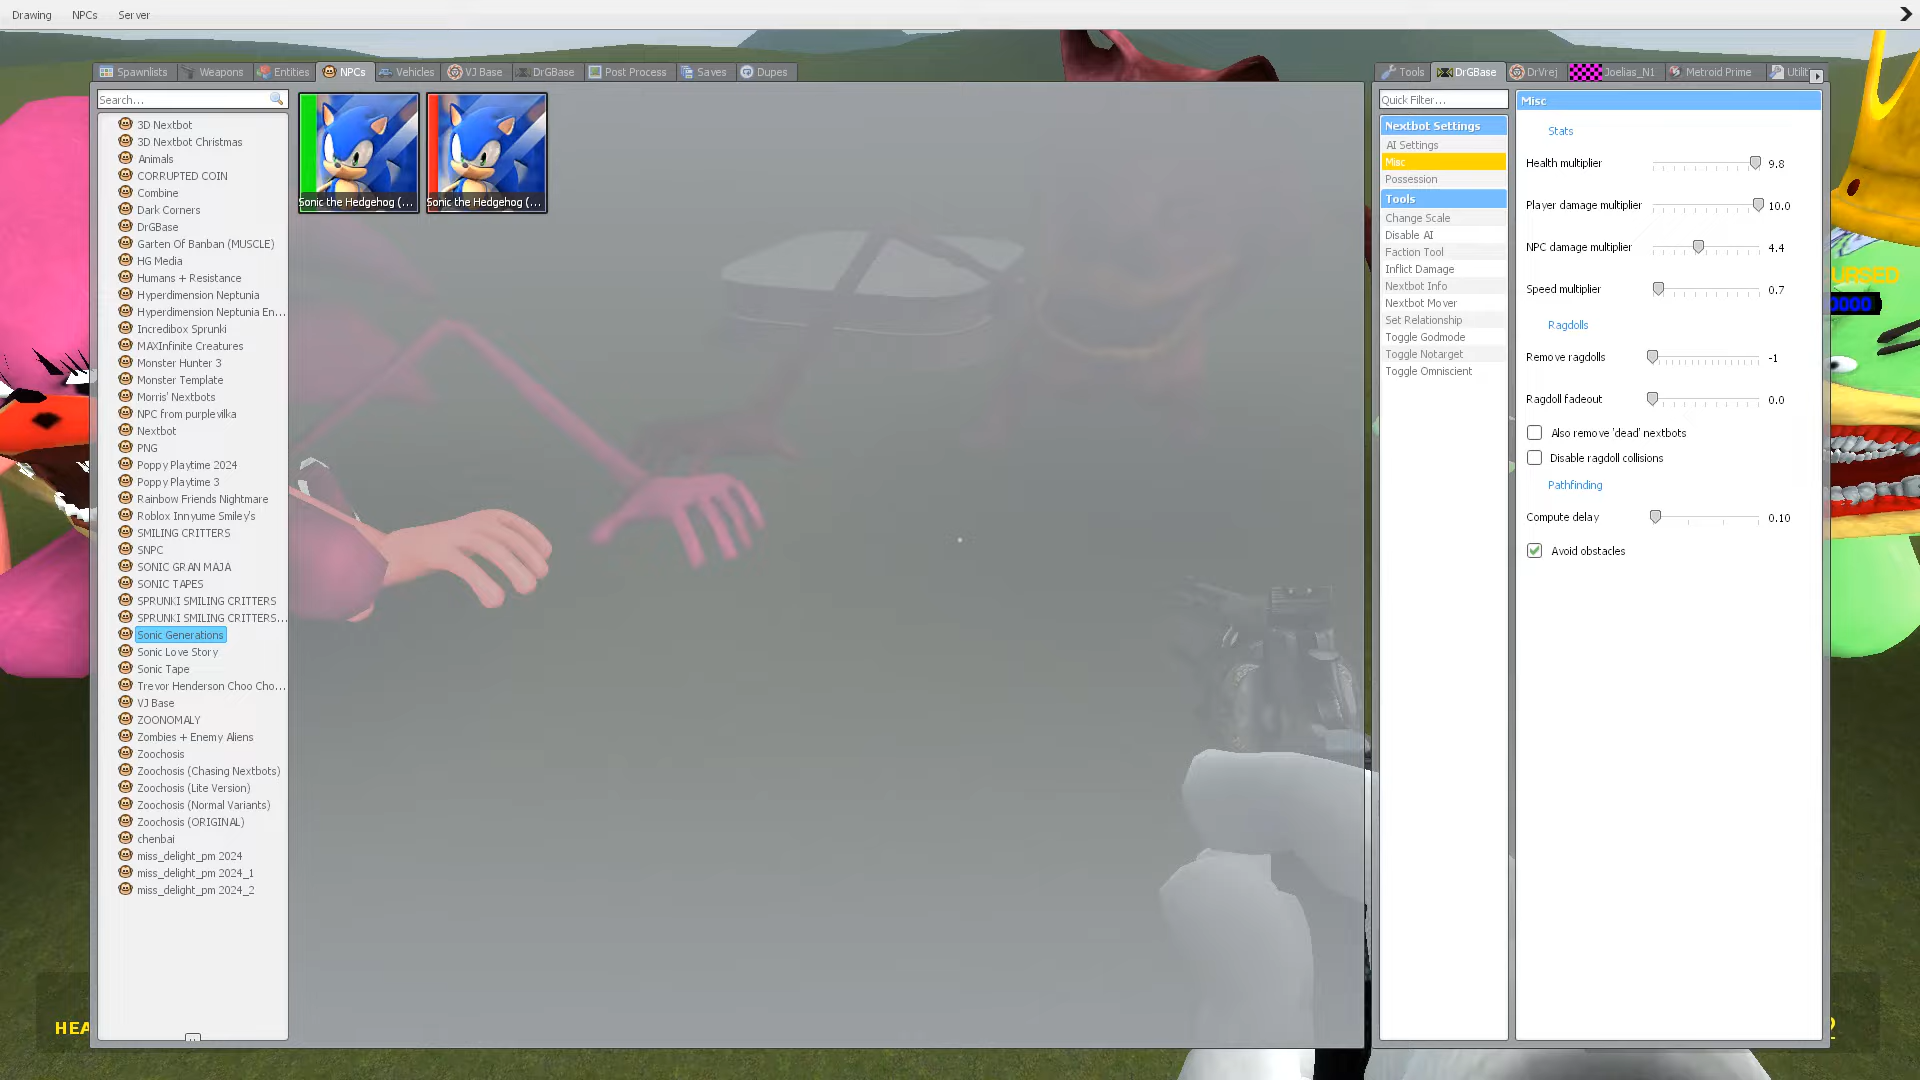 Drawing NPCs Server
Spawnlists Weapons Entities NPCs Vehicles VJ Base DrGBase Post Process Saves Dupes
Tools DrGBase DrVrej Joelias_N1 Metroid Prime Utilit
Search...
3D Nextbot
3D Nextbot Christmas
Animals
CORRUPTED COIN
Combine
Dark Corners
DrGBase
Garten Of Banban (MUSCLE)
HG Media
Humans + Resistance
Hyperdimension Neptunia
Hyperdimension Neptunia En...
Incredibox Sprunki
MAXInfinite Creatures
Monster Hunter 3
Monster Template
Morris' Nextbots
NPC from purplevilka
Nextbot
PNG
Poppy Playtime 2024
Poppy Playtime 3
Rainbow Friends Nightmare
Roblox Innyume Smiley's
SMILING CRITTERS
SNPC
SONIC GRAN MAJA
SONIC TAPES
SPRUNKI SMILING CRITTERS
SPRUNKI SMILING CRITTERS...
Sonic Generations
Sonic Love Story
Sonic Tape
Trevor Henderson Choo Cho...
VJ Base
ZOONOMALY
Zombies + Enemy Aliens
Zoochosis
Zoochosis (Chasing Nextbots)
Zoochosis (Lite Version)
Zoochosis (Normal Variants)
Zoochosis (ORIGINAL)
chenbai
miss_delight_pm 2024
miss_delight_pm 2024_1
miss_delight_pm 2024_2
Sonic the Hedgehog (...
Sonic the Hedgehog (...
Quick Filter...
Nextbot Settings
AI Settings
Misc
Possession
Tools
Change Scale
Disable AI
Faction Tool
Inflict Damage
Nextbot Info
Nextbot Mover
Set Relationship
Toggle Godmode
Toggle Notarget
Toggle Omniscient
Misc
Stats
Health multiplier 9.8
Player damage multiplier 10.0
NPC damage multiplier 4.4
Speed multiplier 0.7
Ragdolls
Remove ragdolls -1
Ragdoll fadeout 0.0
Also remove 'dead' nextbots
Disable ragdoll collisions
Pathfinding
Compute delay 0.10
Avoid obstacles
URSED
0000
HEA